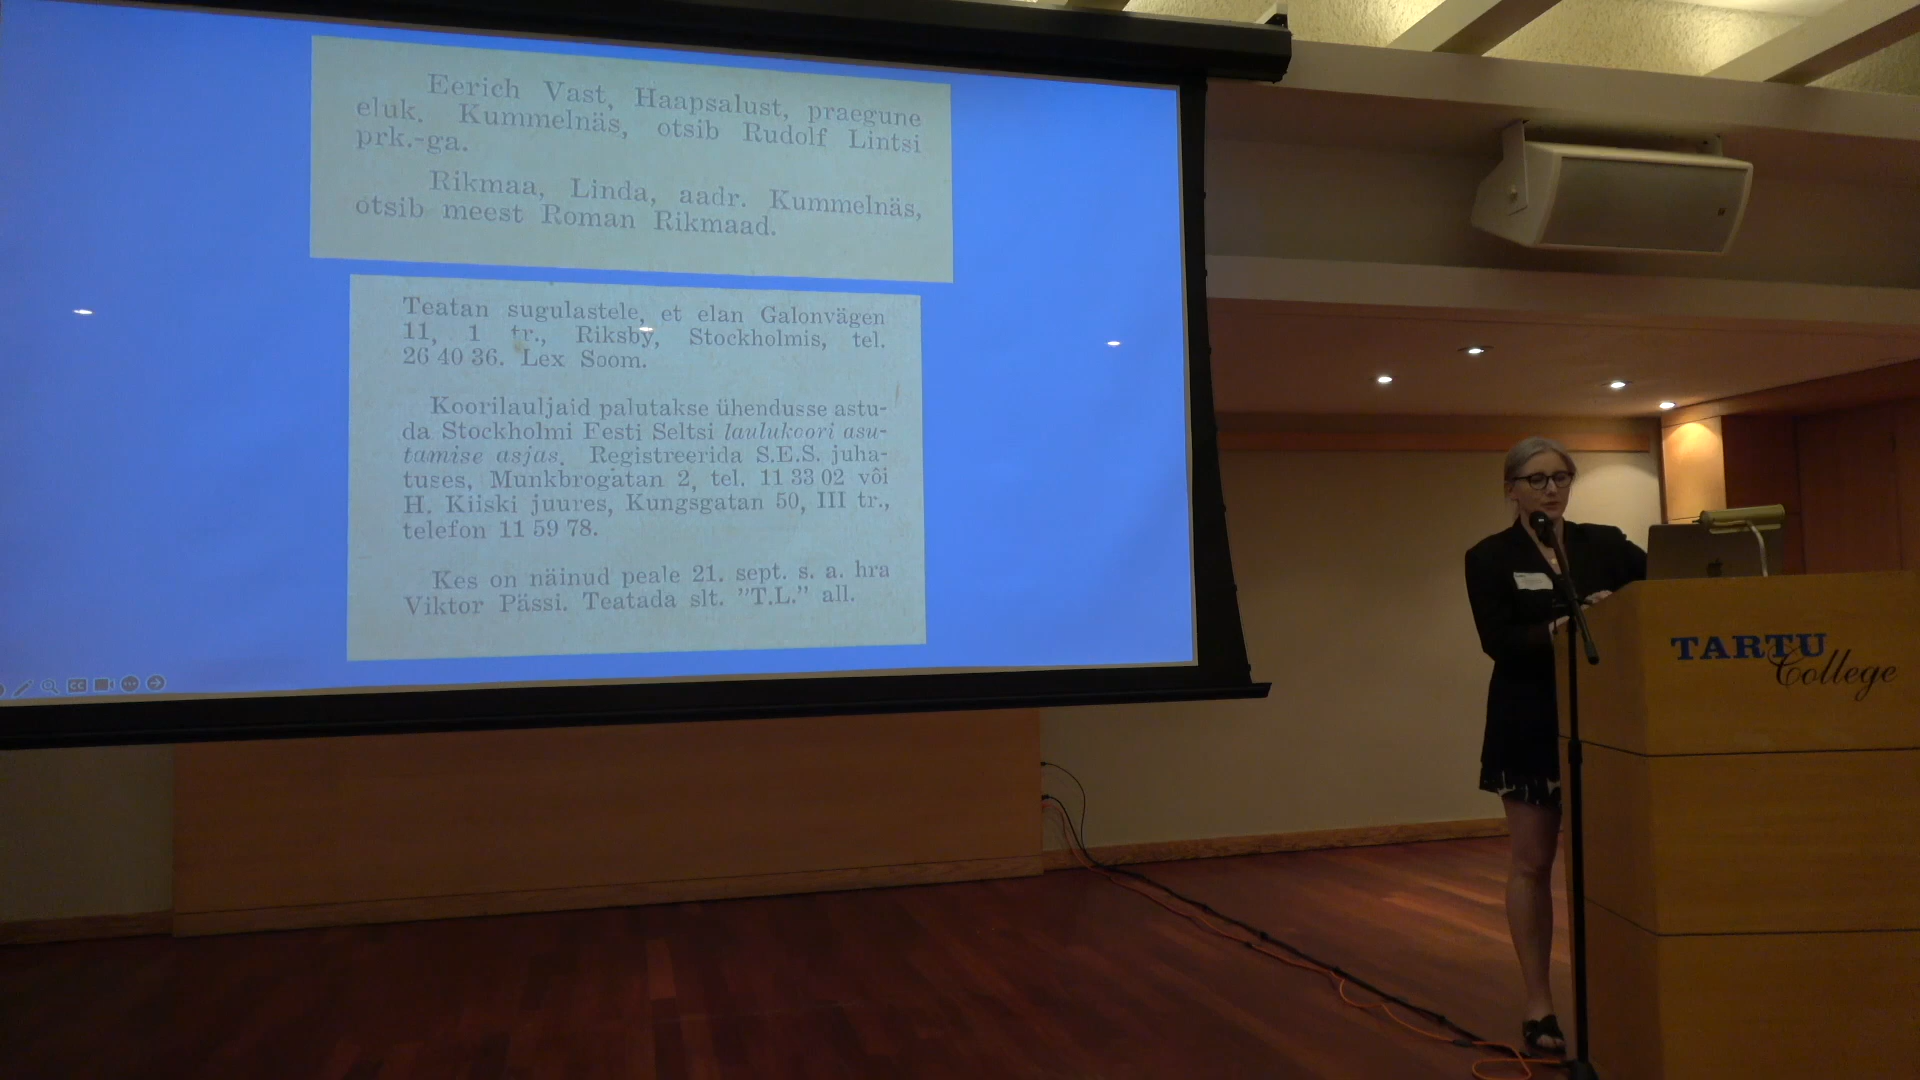 Eerich Vast, Haapsalust, praegune
eluk. Kummelnäs, otsib Rudolf Lintsi
prk.-ga.
Rikmaa, Linda, aadr. Kummelnäs,
otsib meest Roman Rikmaad.
Teatan sugulastele, et elan Galonvägen
11, 1 tr., Riksby, Stockholmis, tel.
26 40 36. Lex Soom.
Koorilauljaid palutakse ühendusse astu-
da Stockholmi Eesti Seltsi laulukoori asu-
tamise asjas. Registreerida S.E.S. juha-
tuses, Munkbrogatan 2, tel. 11 33 02 või
H. Kiiski juures, Kungsgatan 50, III tr.,
telefon 11 59 78.
Kes on näinud peale 21. sept. s. a. hra
Viktor Pässi. Teatada slt. "T.L." all.
CC
TARTU
College